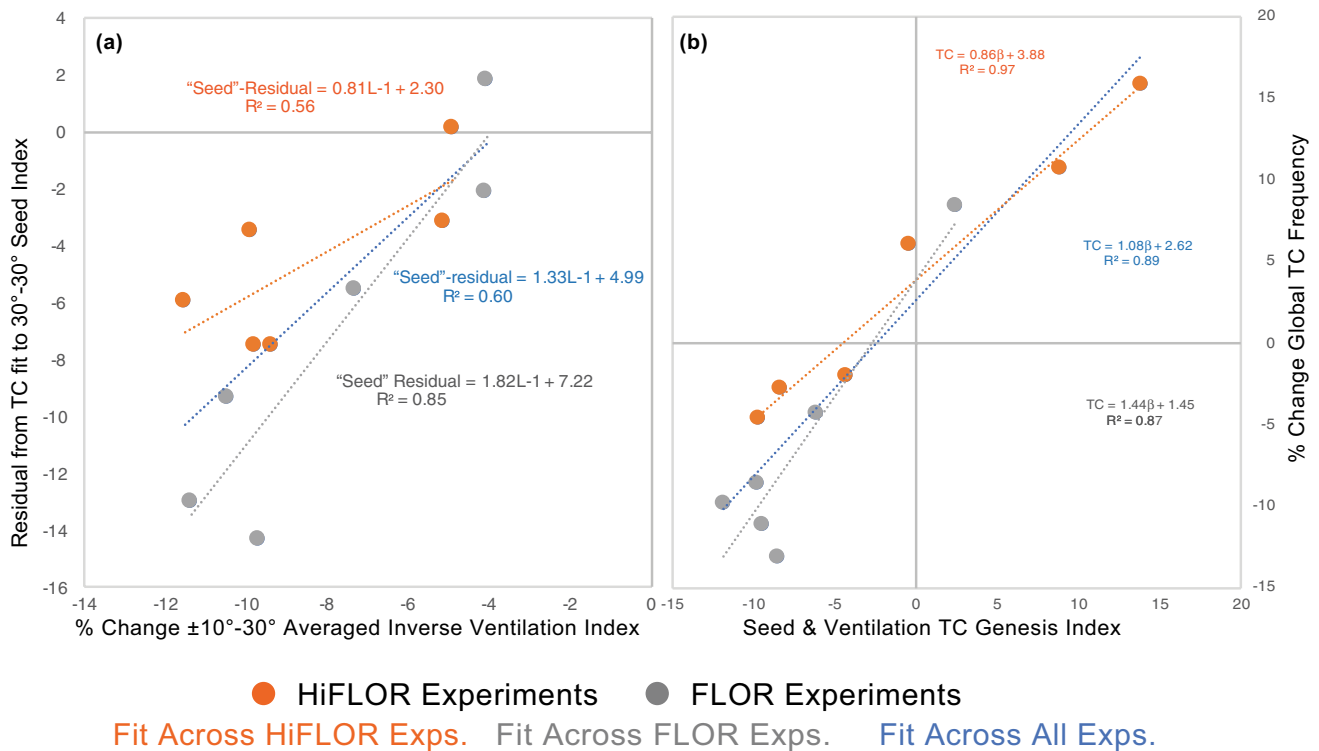 (a)
“Seed”-Residual = 0.81L-1 + 2.30
R² = 0.56
“Seed”-residual = 1.33L-1 + 4.99
R² = 0.60
“Seed” Residual = 1.82L-1 + 7.22
R² = 0.85
Residual from TC fit to 30°-30° Seed Index
4
2
0
-2
-4
-6
-8
-10
-12
-14
-16
-14
-12
-10
-8
-6
-4
-2
0
% Change ±10°-30° Averaged Inverse Ventilation Index
(b)
TC = 0.86β + 3.88
R² = 0.97
TC = 1.08β + 2.62
R² = 0.89
TC = 1.44β + 1.45
R² = 0.87
20
15
10
5
0
-5
-10
-15
% Change Global TC Frequency
-15
-10
-5
0
5
10
15
20
Seed & Ventilation TC Genesis Index
HiFLOR Experiments
FLOR Experiments
Fit Across HiFLOR Exps.
Fit Across FLOR Exps.
Fit Across All Exps.